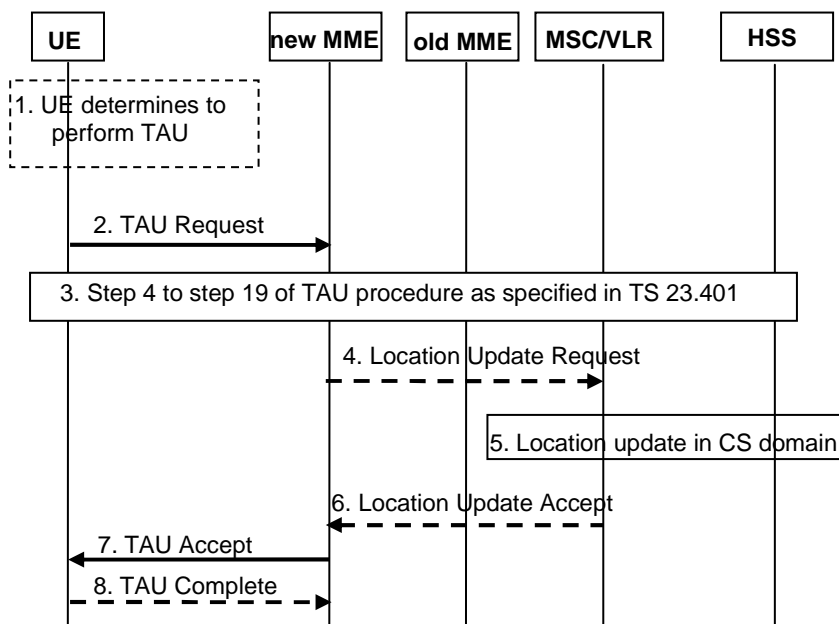 UE
new MME
old MME
MSC/VLR
HSS
1. UE determines to
perform TAU
2. TAU Request
3. Step 4 to step 19 of TAU procedure as specified in TS 23.401
4. Location Update Request
5. Location update in CS domain
6. Location Update Accept
7. TAU Accept
8. TAU Complete